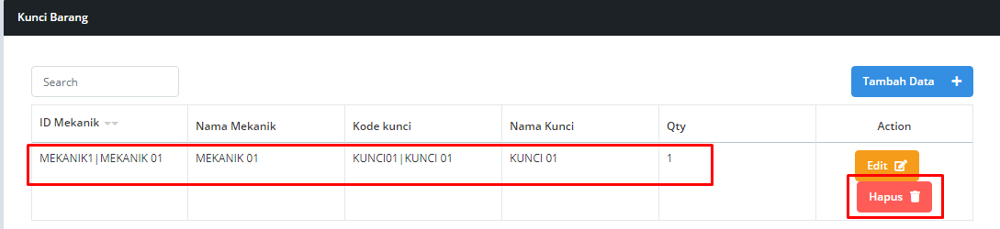 Kunci Barang
Search
Tambah Data +
ID Mekanik Nama Mekanik Kode kunci Nama Kunci Qty Action
MEKANIK1|MEKANIK 01 MEKANIK 01 KUNCI01|KUNCI 01 KUNCI 01 1 Edit
Hapus